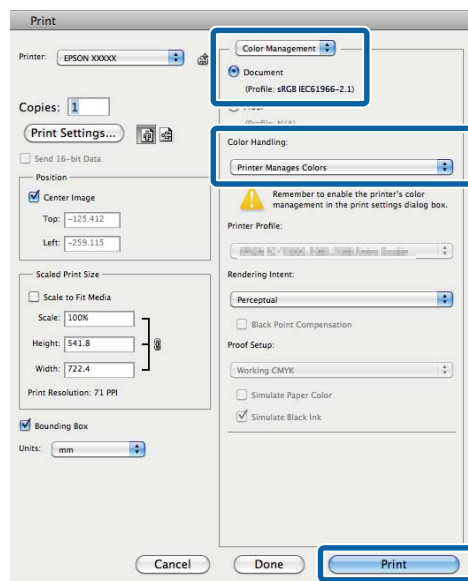 Print
Printer: EPSON XXXXX
Copies: 1
Print Settings...
Send 16-bit Data
Position
Center Image
Top: -125.412
Left: -259.115
Scaled Print Size
Scale to Fit Media
Scale: 100%
Height: 541.8
Width: 722.4
Print Resolution: 71 PPI
Bounding Box
Units: mm
Color Management
Document
(Profile: sRGB IEC61966-2.1)
Color Handling:
Printer Manages Colors
Remember to enable the printer's color
management in the print settings dialog box.
Printer Profile:
Rendering Intent:
Perceptual
Black Point Compensation
Proof Setup:
Working CMYK
Simulate Paper Color
Simulate Black Ink
Cancel
Done
Print